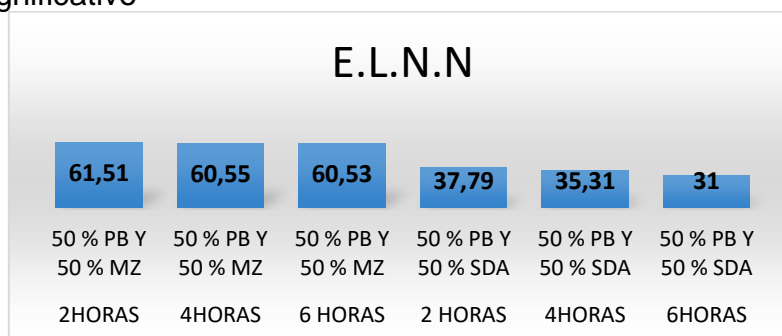 gnificativo
E.L.N.N
61,51 60,55 60,53 37,79 35,31 31
50 % PB Y 50 % PB Y 50 % PB Y 50 % PB Y 50 % PB Y 50 % PB Y
50 % MZ 50 % MZ 50 % MZ 50 % SDA 50 % SDA 50 % SDA
2HORAS 4HORAS 6 HORAS 2 HORAS 4HORAS 6HORAS